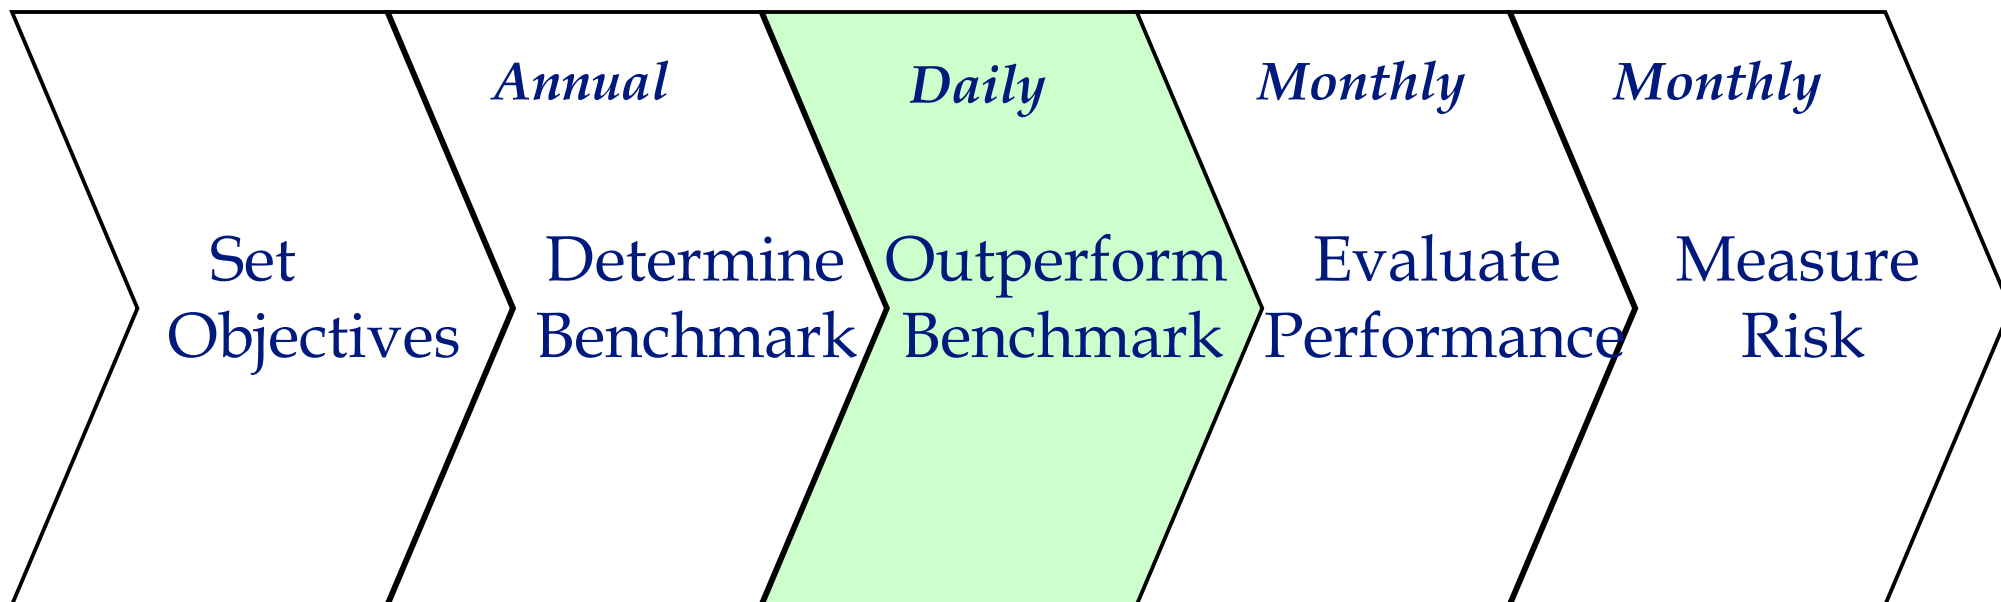 Annual
Daily
Monthly
Monthly
Set
Objectives
Determine
Benchmark
Outperform
Benchmark
Evaluate
Performance
Measure
Risk